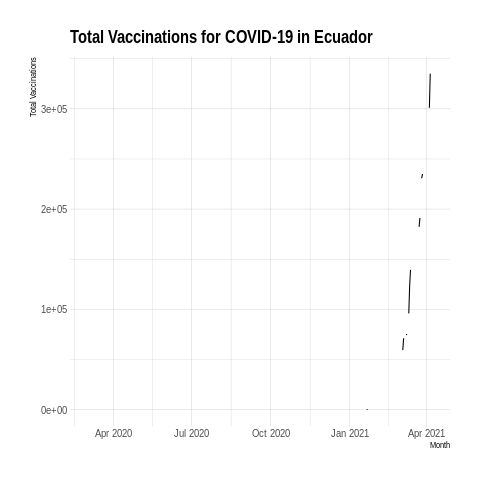 Total Vaccinations for COVID-19 in Ecuador
Total Vaccinations
3e+05
2e+05
1e+05
0e+00
Apr 2020 Jul 2020 Oct 2020 Jan 2021 Apr 2021
Month